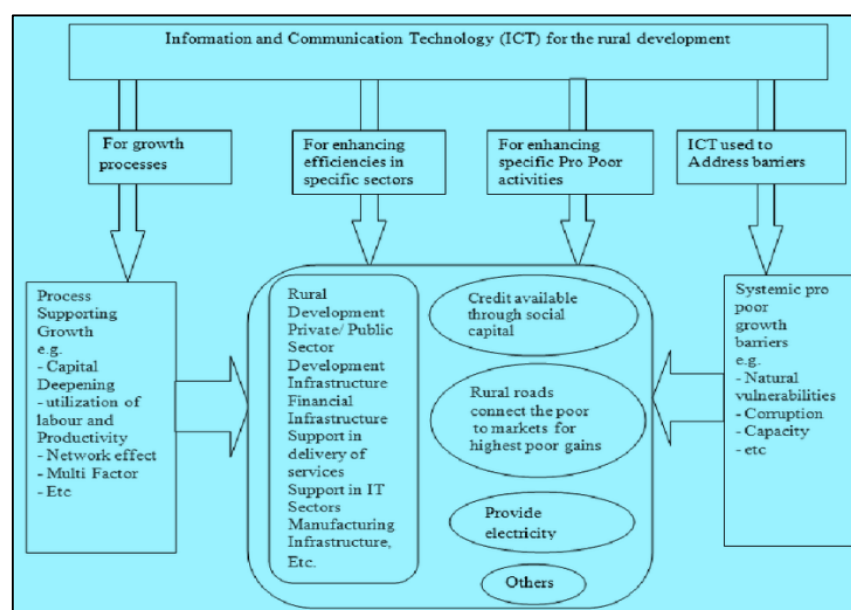 Information and Communication Technology (ICT) for the rural development
For growth
processes
For enhancing
efficiencies in
specific sectors
For enhancing
specific Pro Poor
activities
ICT used to
Address barriers
Process
Supporting
Growth
e.g.
- Capital
Deepening
- utilization of
labour and
Productivity
- Network effect
- Multi Factor
- Etc
Rural
Development
Private/ Public
Sector
Development
Infrastructure
Financial
Infrastructure
Support in
delivery of
services
Support in IT
Sectors
Manufacturing
Infrastructure,
Etc.
Credit available
through social
capital
Rural roads
connect the poor
to markets for
highest poor gains
Provide
electricity
Others
Systemic pro
poor
growth
barriers
e.g.
- Natural
vulnerabilities
- Corruption
- Capacity
- etc